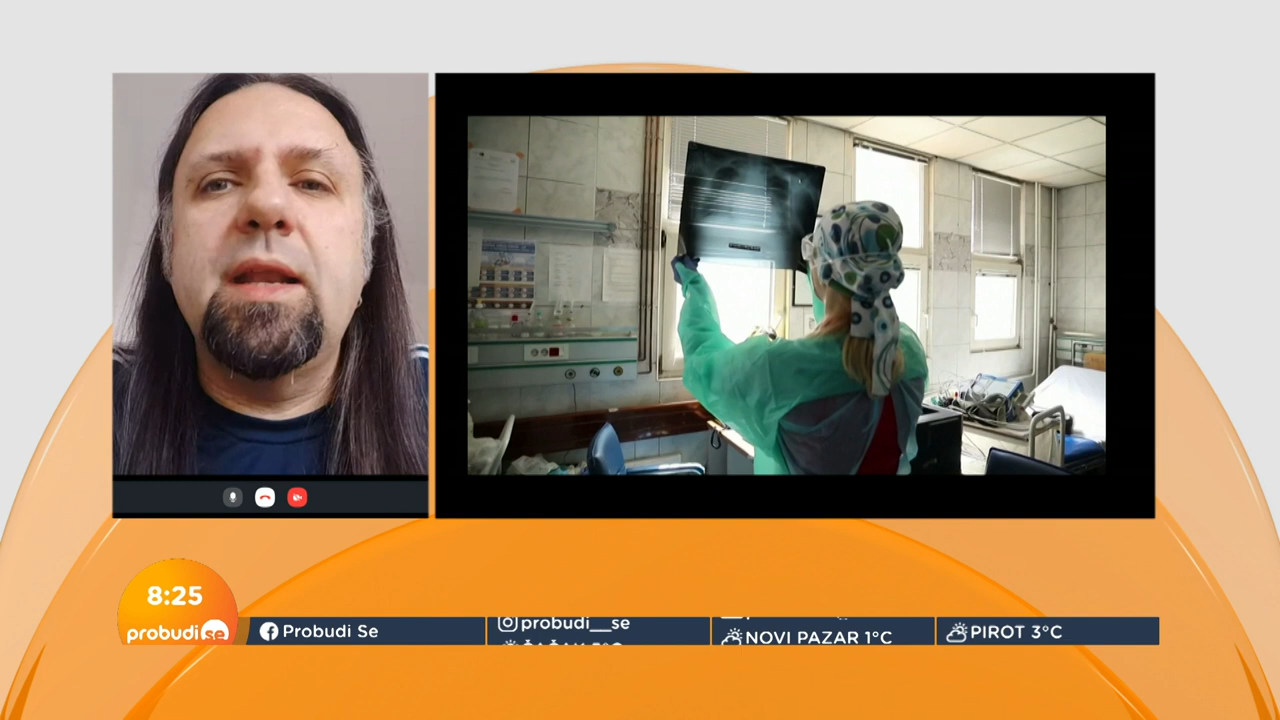 8:25
probudi se
Probudi Se
probudi__se
NOVI PAZAR 1°C
PIROT 3°C